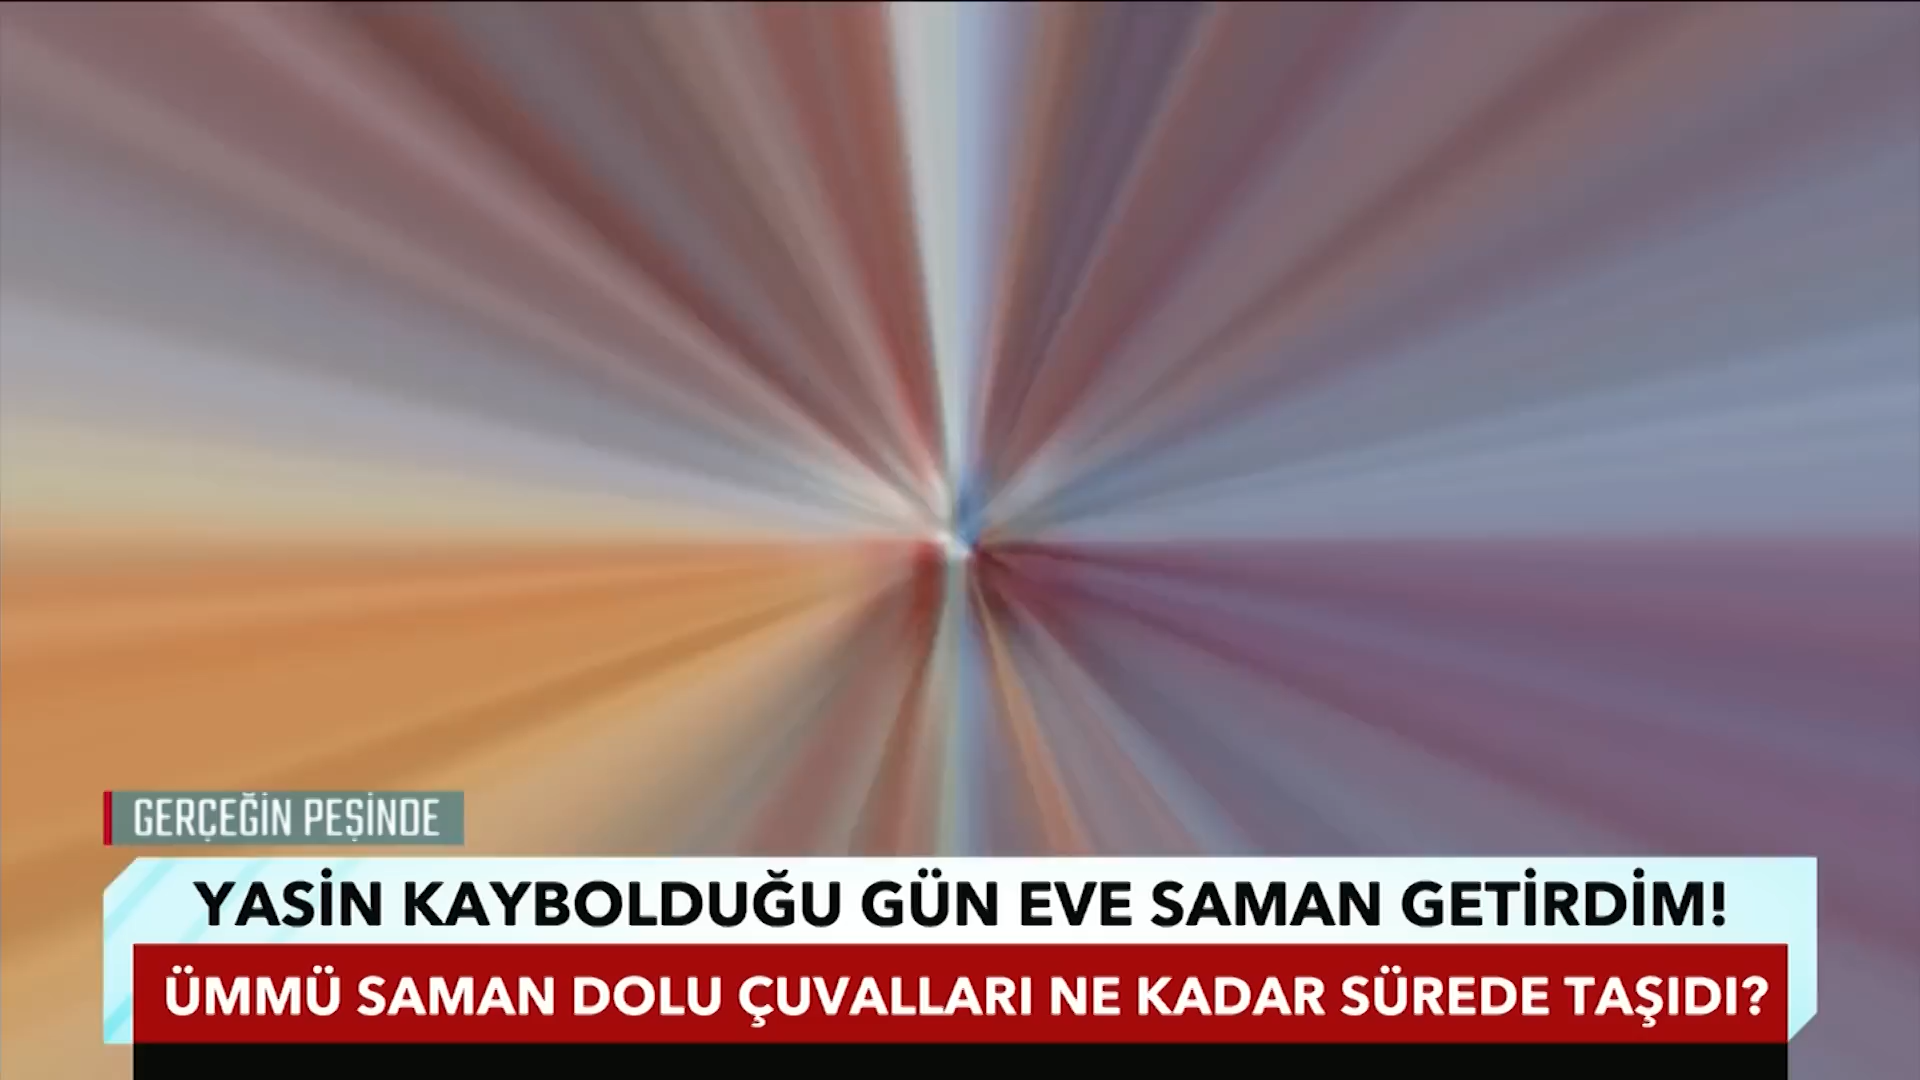 GERÇEĞİN PEŞİNDE
YASİN KAYBOLDUĞU GÜN EVE SAMAN GETİRDİM!
ÜMMÜ SAMAN DOLU ÇUVALLARI NE KADAR SÜREDE TAŞIDI?